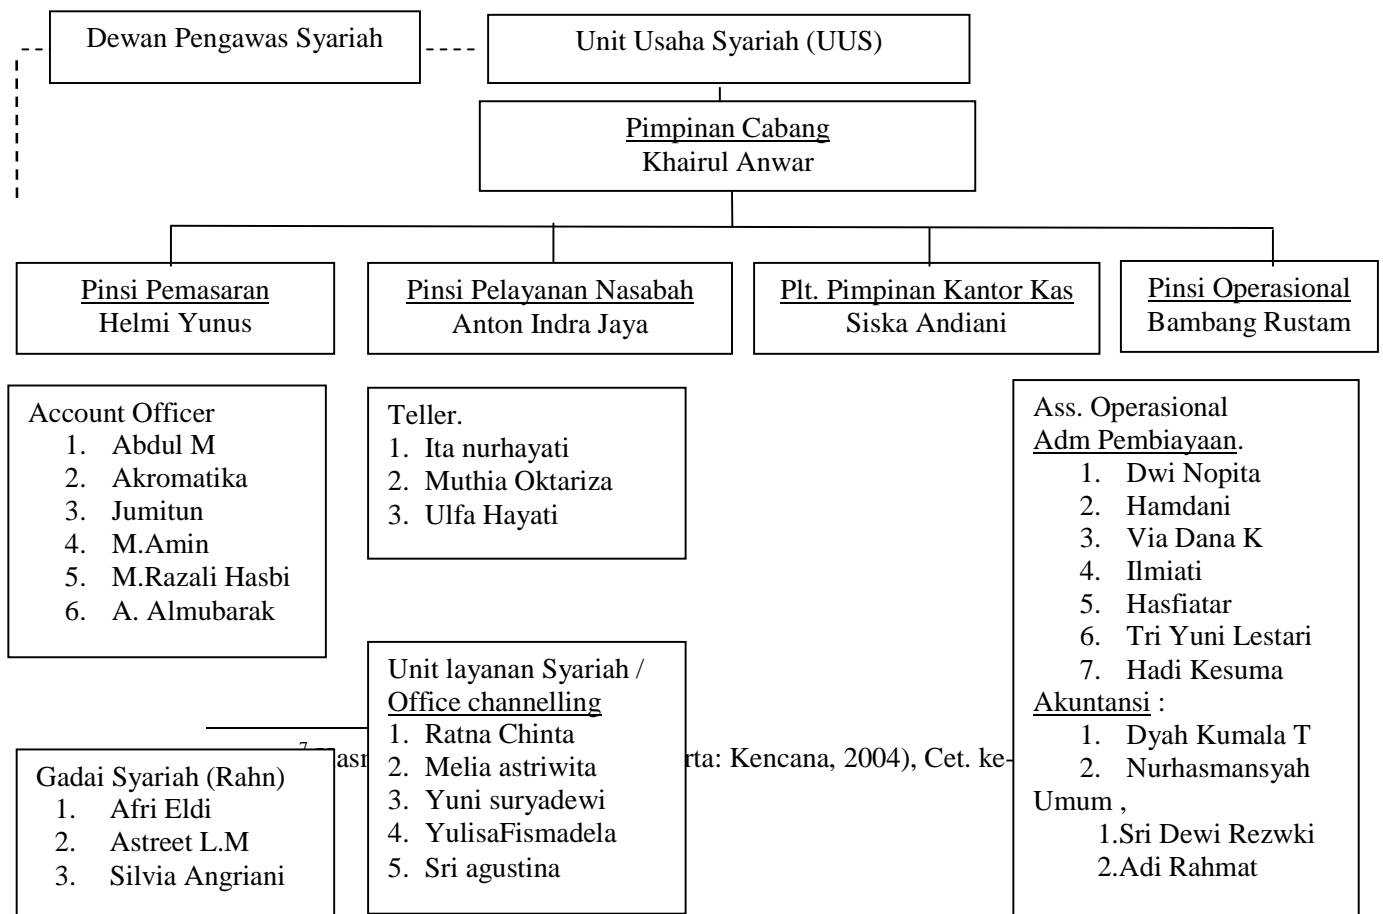 Dewan Pengawas Syariah
Unit Usaha Syariah (UUS)
Pimpinan Cabang
Khairul Anwar
Pinsi Pemasaran
Helmi Yunus
Pinsi Pelayanan Nasabah
Anton Indra Jaya
Plt. Pimpinan Kantor Kas
Siska Andiani
Pinsi Operasional
Bambang Rustam
Account Officer
1. Abdul M
2. Akromatika
3. Jumitun
4. M.Amin
5. M.Razali Hasbi
6. A. Almubarak
Teller.
1. Ita nurhayati
2. Muthia Oktariza
3. Ulfa Hayati
Ass. Operasional
Adm Pembiayaan.
1. Dwi Nopita
2. Hamdani
3. Via Dana K
4. Ilmiati
5. Hasfiatar
6. Tri Yuni Lestari
7. Hadi Kesuma
Akuntansi :
1. Dyah Kumala T
2. Nurhasmansyah
Umum ,
1.Sri Dewi Rezwki
2.Adi Rahmat
Unit layanan Syariah /
Office channelling
1. Ratna Chinta
2. Melia astriwita
3. Yuni suryadewi
4. YulisaFismadela
5. Sri agustina
Gadai Syariah (Rahn)
1. Afri Eldi
2. Astreet L.M
3. Silvia Angriani
Kencana, 2004), Cet. ke-